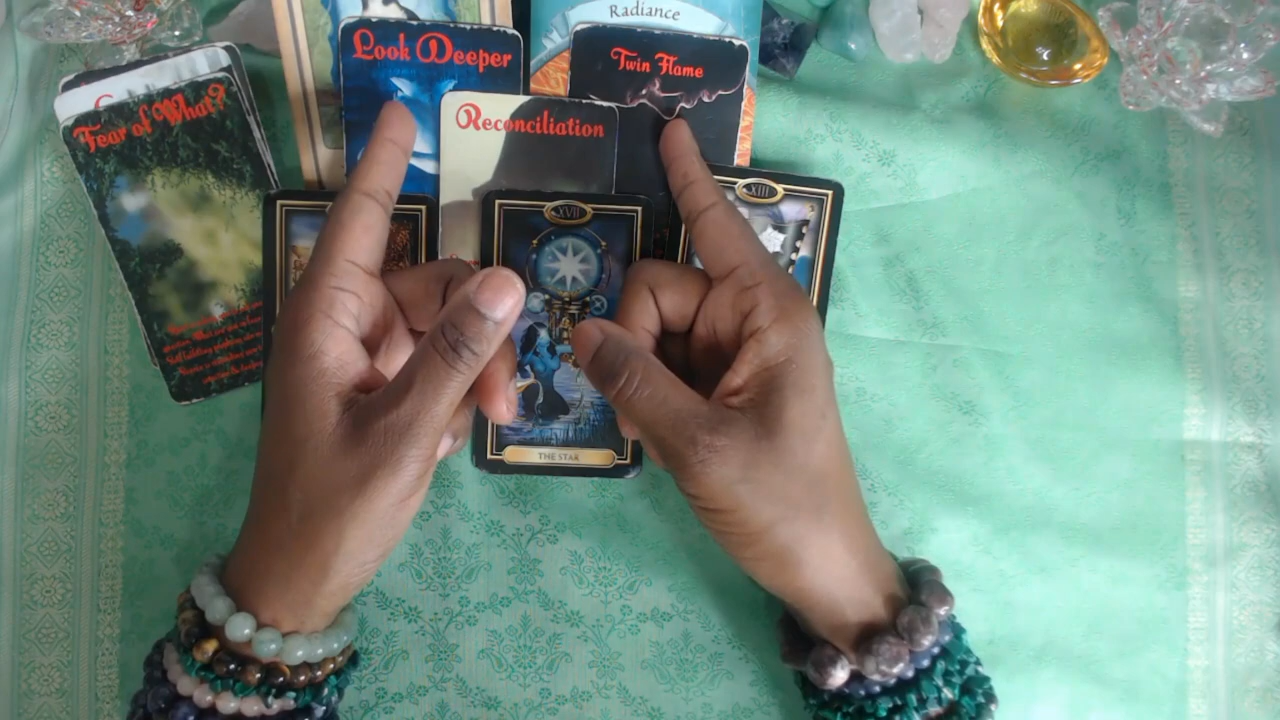 Radiance
Look Deeper
Twin Flame
Fear of What?
Reconciliation
XIII
XVII
THE STAR